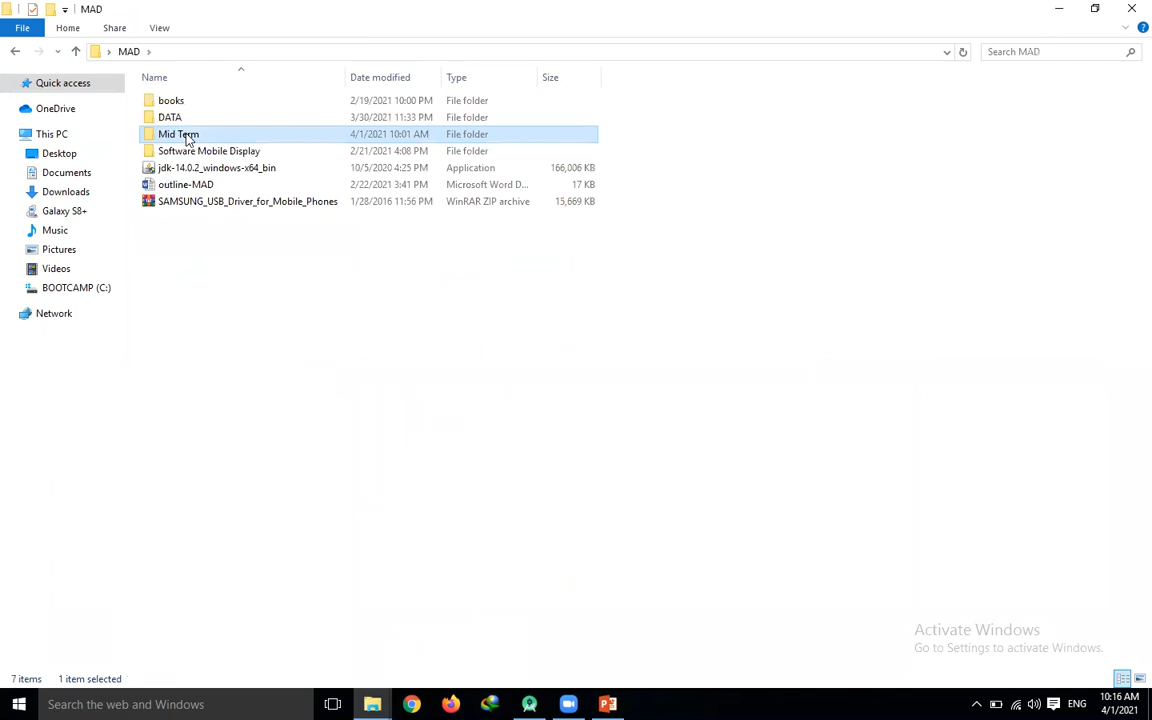 MAD
File Home Share View
MAD Search MAD
Name Date modified Type Size
Quick access
OneDrive
This PC
Desktop
Documents
Downloads
Galaxy S8+
Music
Pictures
Videos
BOOTCAMP (C:)
Network
books 2/19/2021 10:00 PM File folder
DATA 3/30/2021 11:33 PM File folder
Mid Term 4/1/2021 10:01 AM File folder
Software Mobile Display 2/21/2021 4:08 PM File folder
jdk-14.0.2_windows-x64_bin 10/5/2020 4:25 PM Application 166,006 KB
outline-MAD 2/22/2021 3:41 PM Microsoft Word D... 17 KB
SAMSUNG_USB_Driver_for_Mobile_Phones 1/28/2016 11:56 PM WinRAR ZIP archive 15,669 KB
Activate Windows
Go to Settings to activate Windows.
7 items 1 item selected
Search the web and Windows
ENG
10:16 AM
4/1/2021